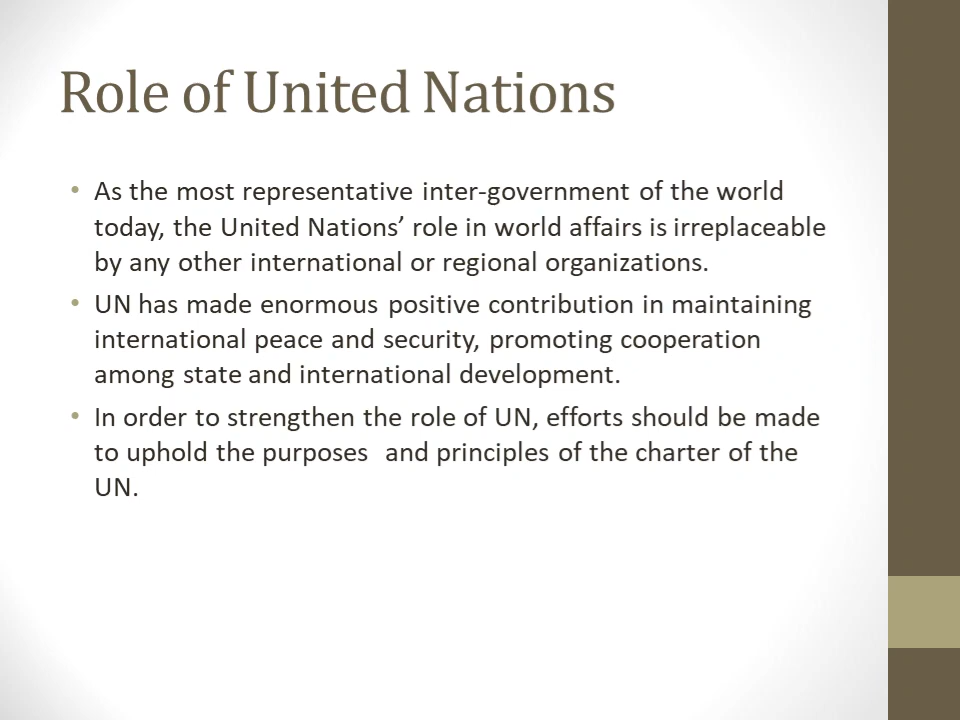 Role of United Nations
• As the most representative inter-government of the world
today, the United Nations’ role in world affairs is irreplaceable
by any other international or regional organizations.
• UN has made enormous positive contribution in maintaining
international peace and security, promoting cooperation
among state and international development.
• In order to strengthen the role of UN, efforts should be made
to uphold the purposes  and principles of the charter of the
UN.